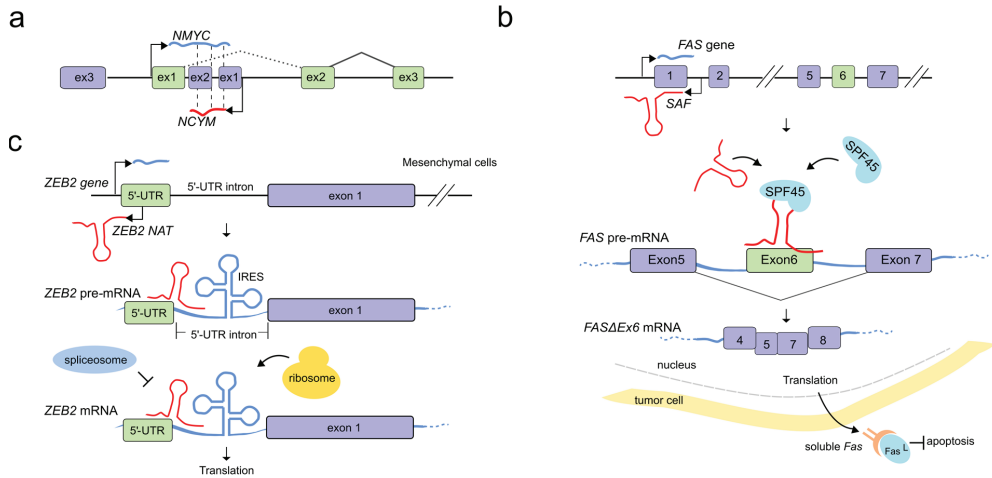 a
NMYC
ex3
ex1
ex2
ex1
ex2
ex3
NCYM
b
FAS gene
1
2
5
6
7
SAF
SPF45
SPF45
FAS pre-mRNA
Exon5
Exon6
Exon 7
FASΔEx6 mRNA
4
5
7
8
nucleus
Translation
tumor cell
soluble Fas
Fas L
apoptosis
c
Mesenchymal cells
ZEB2 gene
5'-UTR
5'-UTR intron
exon 1
ZEB2 NAT
IRES
ZEB2 pre-mRNA
5'-UTR
exon 1
5'-UTR intron
spliceosome
ribosome
ZEB2 mRNA
5'-UTR
exon 1
Translation